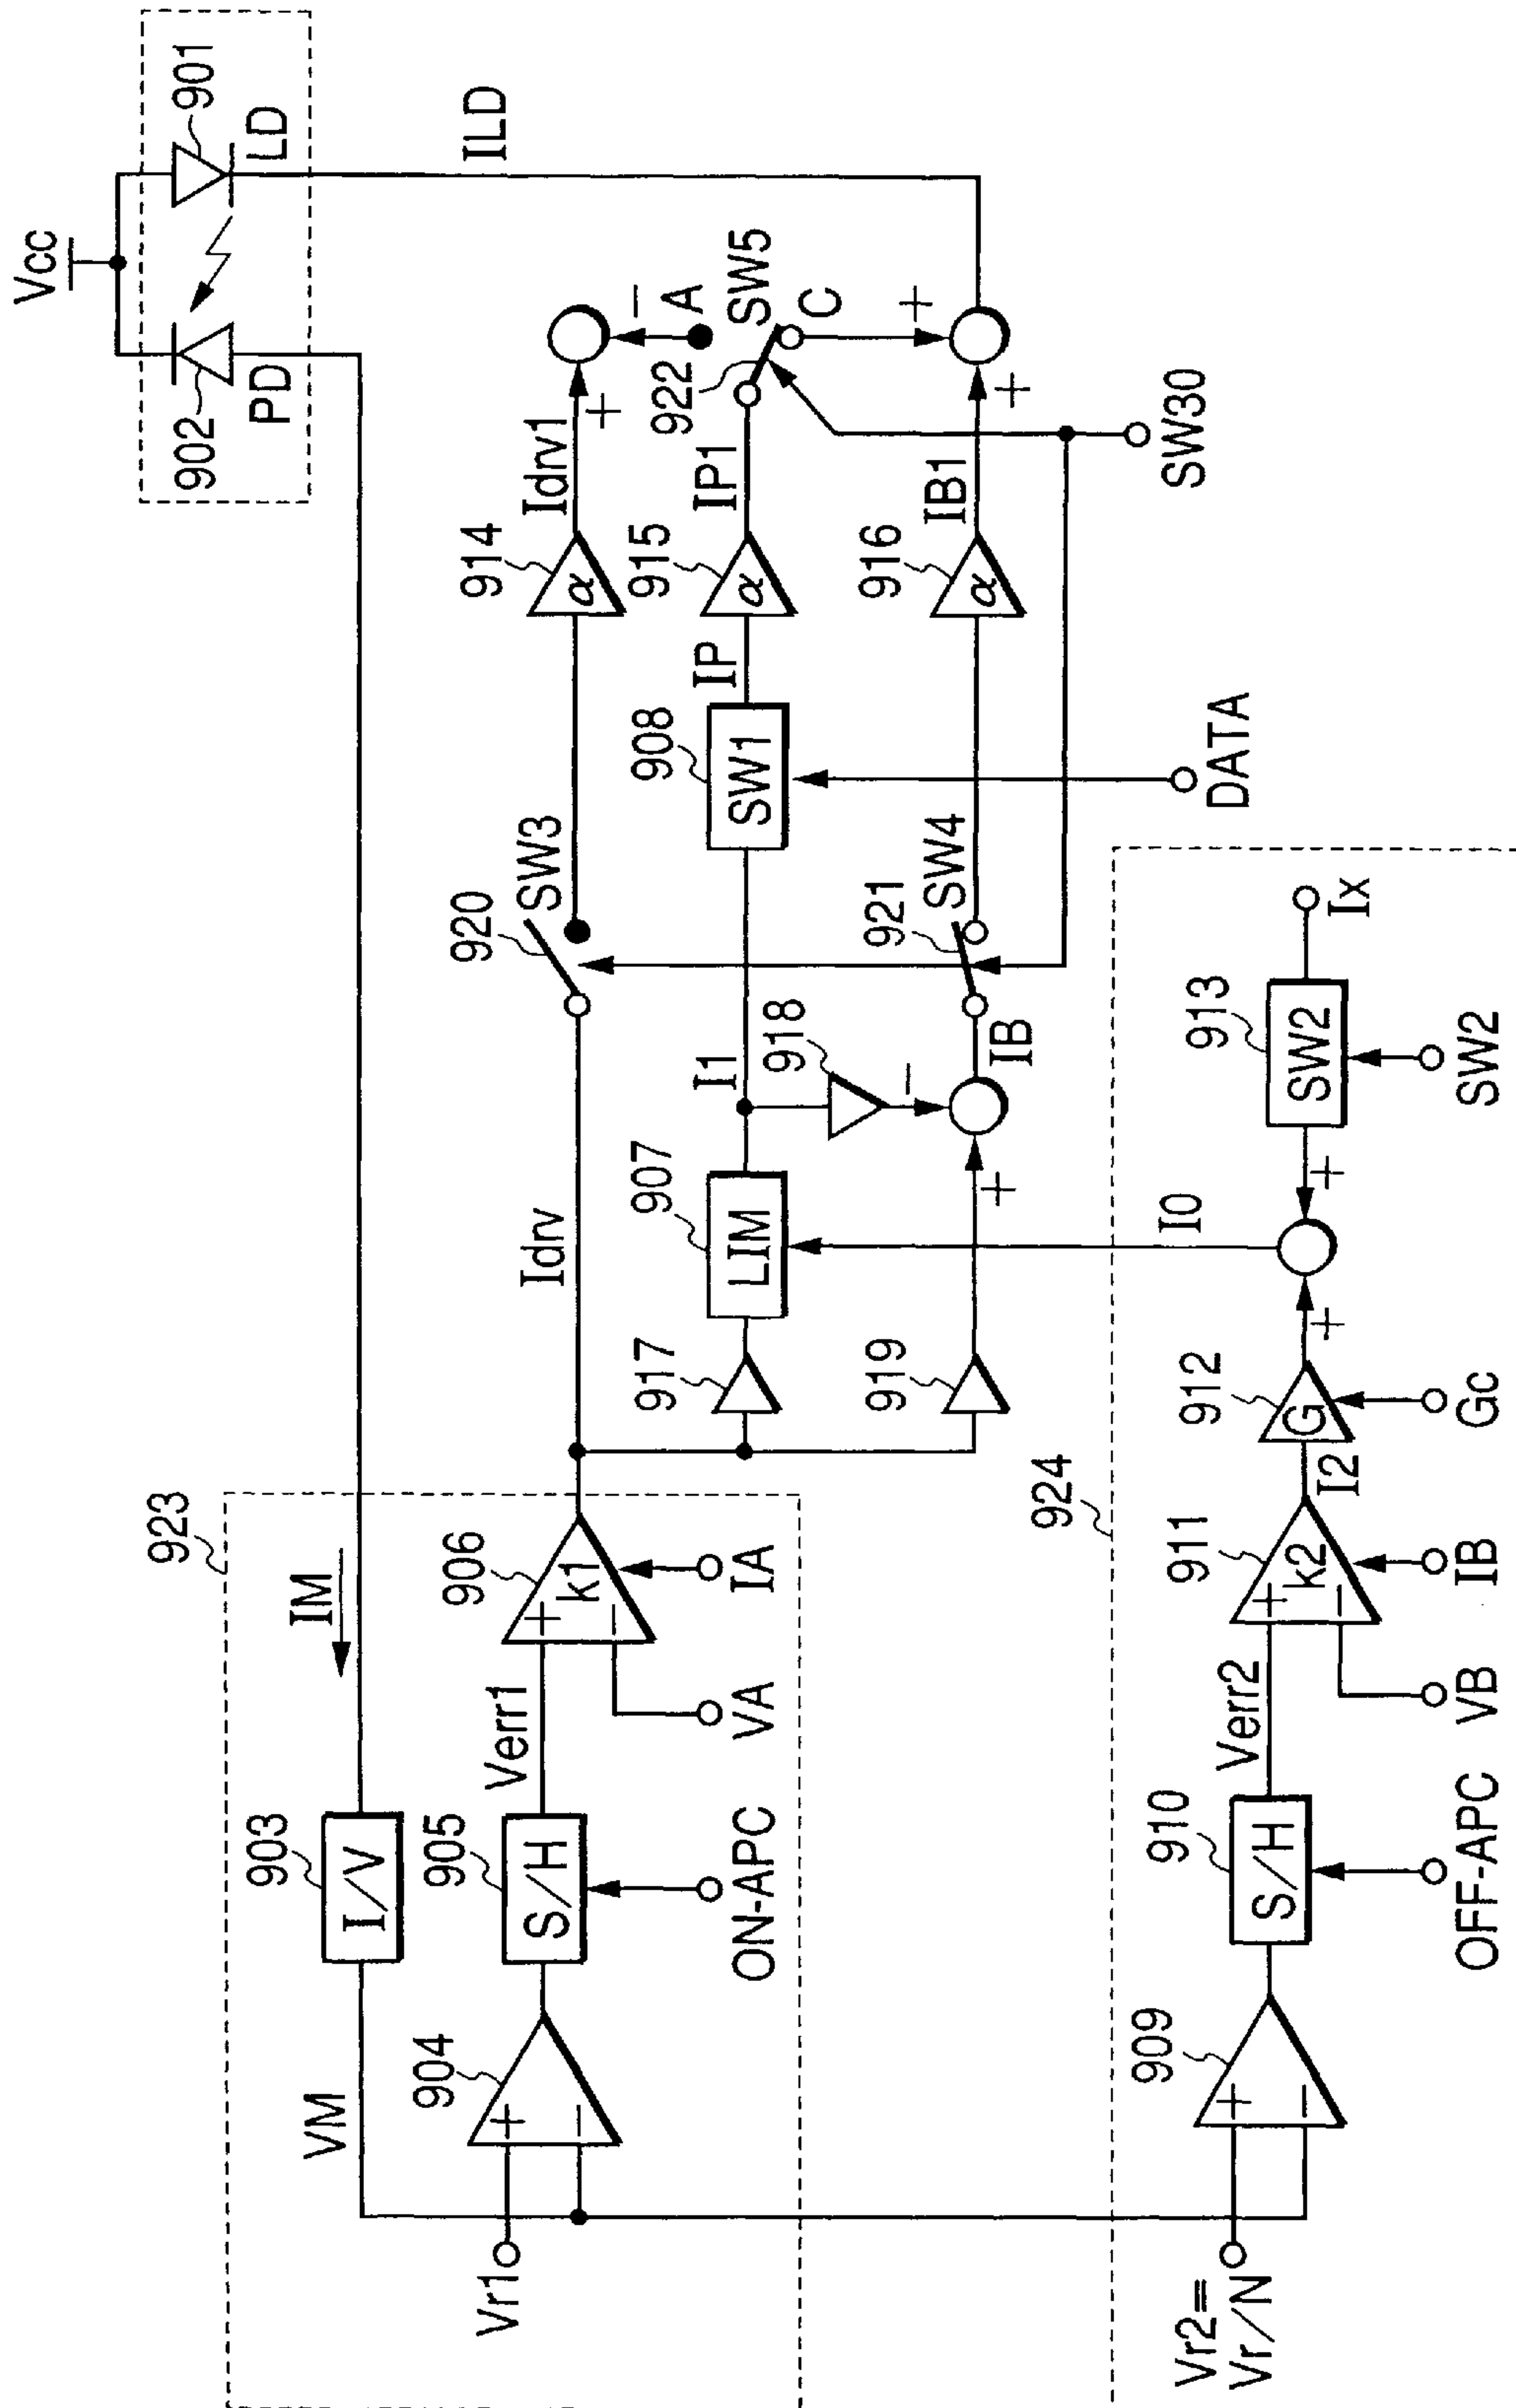 Vcc
901
LD
902
PD
ILD
923
IM
903
I/V
VM
904
+
−
Vr1
905
S/H
Verr1
ON-APC
906
+
−
k1
VA
IA
Idrv
920
SW3
914
α
Idrv1
+
−
A
917
907
LIM
I1
908
SW1
IP
915
α
IP1
922
SW5
C
+
918
−
919
+
IB
921
SW4
916
α
IB1
+
DATA
SW30
924
909
+
−
Vr2=
Vr/N
910
S/H
Verr2
OFF-APC
911
+
−
k2
VB
IB
I2
912
G
Gc
+
I0
+
913
SW2
SW2
Ix